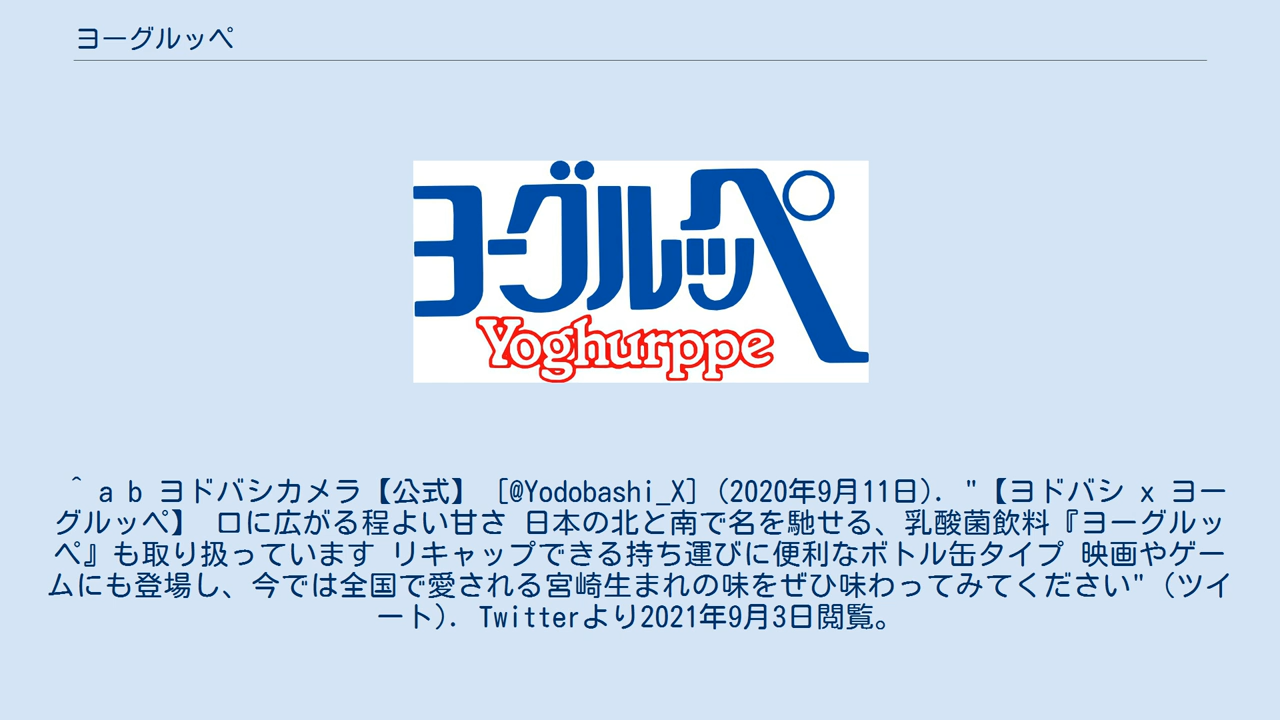 ヨーグルッペ
ヨーグルッペ
Yoghurppe
^ a b ヨドバシカメラ【公式】 [@Yodobashi_X] (2020年9月11日). "【ヨドバシ x ヨー
グルッペ】 口に広がる程よい甘さ 日本の北と南で名を馳せる、乳酸菌飲料『ヨーグルッ
ペ』も取り扱っています リキャップできる持ち運びに便利なボトル缶タイプ 映画やゲー
ムにも登場し、今では全国で愛される宮崎生まれの味をぜひ味わってみてください" (ツイ
ート). Twitterより2021年9月3日閲覧。